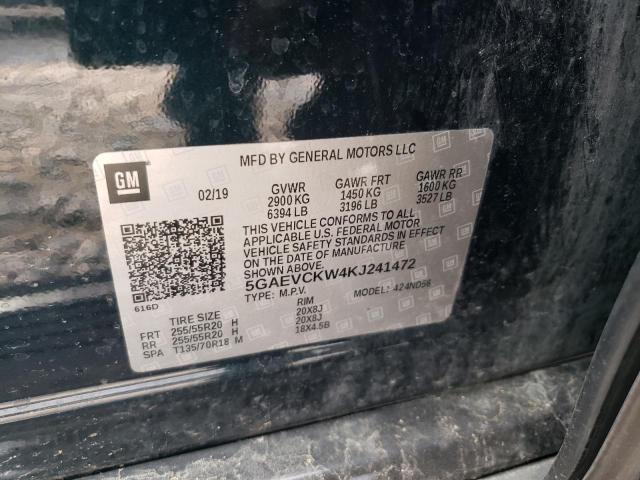 MFD BY GENERAL MOTORS LLC
GM
02/19 GVWR GAWR FRT GAWR RR
2900 KG 1450 KG 1600 KG
6394 LB 3196 LB 3527 LB
THIS VEHICLE CONFORMS TO ALL
APPLICABLE U.S. FEDERAL MOTOR
VEHICLE SAFETY STANDARDS IN EFFECT
ON THE DATE OF MANUFACTURE
SHOWN ABOVE.
5GAEVCKW4KJ241472
616D
TYPE: M.P.V. MODEL: 424N056
TIRE SIZE RIM
FRT 255/55R20 H 20X8J
RR 255/55R20 H 20X8J
SPA T135/70R18 M 18X4.5B